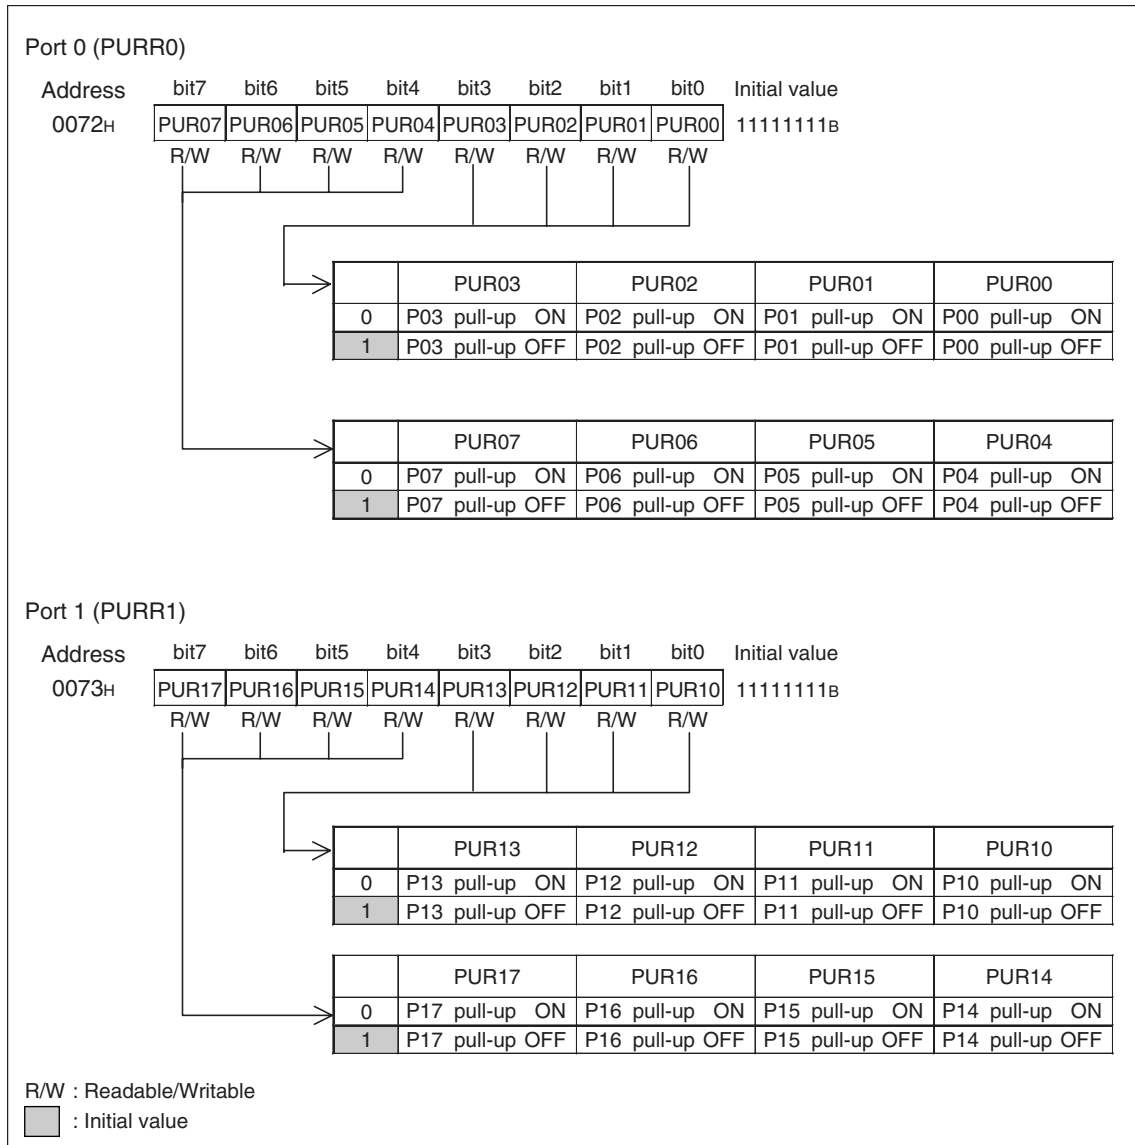 Port 0 (PURR0)
Address bit7 bit6 bit5 bit4 bit3 bit2 bit1 bit0 Initial value
0072H PUR07 PUR06 PUR05 PUR04 PUR03 PUR02 PUR01 PUR00 11111111B
R/W R/W R/W R/W R/W R/W R/W R/W
PUR03 PUR02 PUR01 PUR00
0 P03 pull-up ON P02 pull-up ON P01 pull-up ON P00 pull-up ON
1 P03 pull-up OFF P02 pull-up OFF P01 pull-up OFF P00 pull-up OFF
PUR07 PUR06 PUR05 PUR04
0 P07 pull-up ON P06 pull-up ON P05 pull-up ON P04 pull-up ON
1 P07 pull-up OFF P06 pull-up OFF P05 pull-up OFF P04 pull-up OFF
Port 1 (PURR1)
Address bit7 bit6 bit5 bit4 bit3 bit2 bit1 bit0 Initial value
0073H PUR17 PUR16 PUR15 PUR14 PUR13 PUR12 PUR11 PUR10 11111111B
R/W R/W R/W R/W R/W R/W R/W R/W
PUR13 PUR12 PUR11 PUR10
0 P13 pull-up ON P12 pull-up ON P11 pull-up ON P10 pull-up ON
1 P13 pull-up OFF P12 pull-up OFF P11 pull-up OFF P10 pull-up OFF
PUR17 PUR16 PUR15 PUR14
0 P17 pull-up ON P16 pull-up ON P15 pull-up ON P14 pull-up ON
1 P17 pull-up OFF P16 pull-up OFF P15 pull-up OFF P14 pull-up OFF
R/W : Readable/Writable
: Initial value